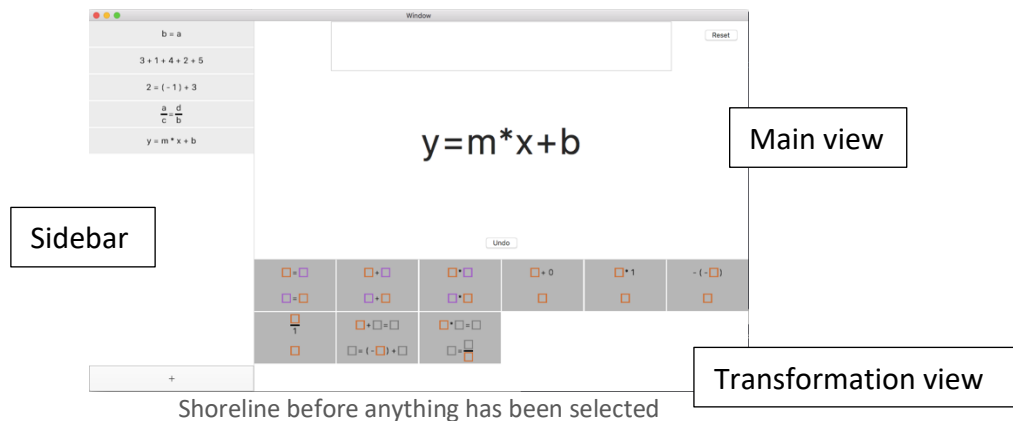 Window
b = a
3 + 1 + 4 + 2 + 5
2 = ( - 1 ) + 3
a/c = d/b
y = m * x + b
+
Reset
y=m*x+b
Undo
□=□ □+□ □*□ □+ 0 □* 1 - ( - □)
□=□ □+□ □*□ □ □ □
□/1 □+□=□ □*□=□
□ □= ( -□) +□ □=□/□
Main view
Sidebar
Transformation view
Shoreline before anything has been selected